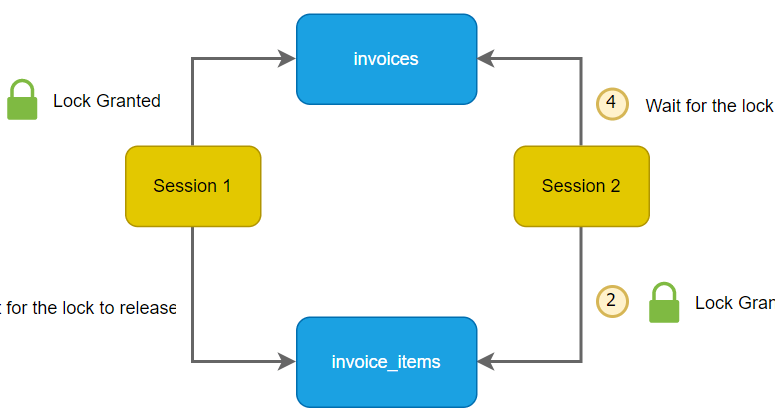 invoices
Lock Granted
4
Wait for the lock
Session 1
Session 2
for the lock to release
2
Lock
invoice_items